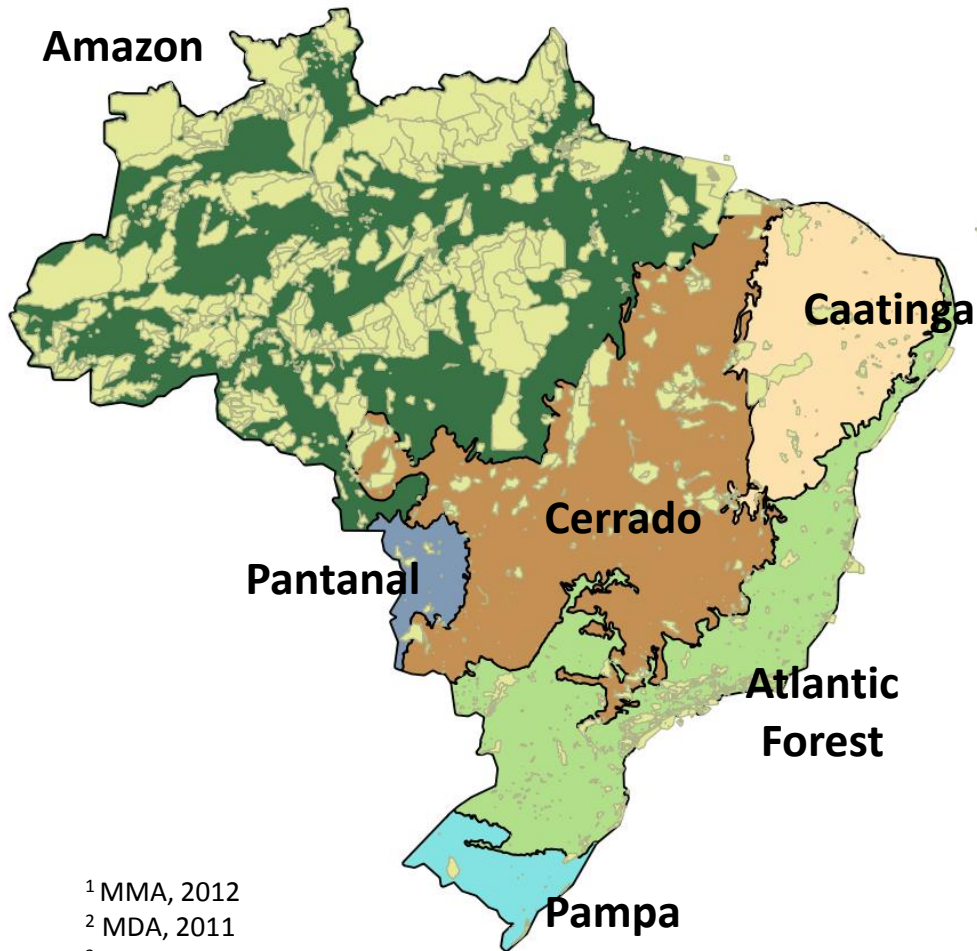 Amazon
Caatinga
Cerrado
Pantanal
Atlantic
Forest
¹ MMA, 2012
² MDA, 2011
Pampa